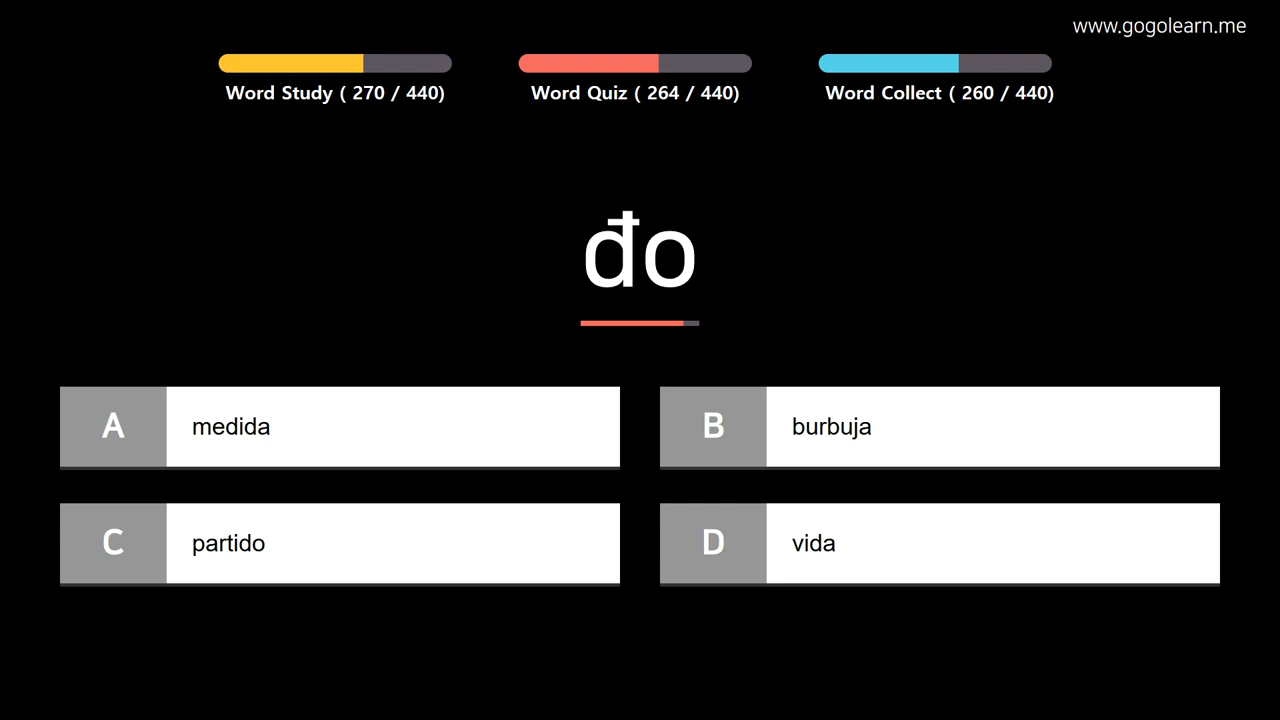 www.gogolearn.me
Word Study ( 270 / 440)
Word Quiz ( 264 / 440)
Word Collect ( 260 / 440)
đo
A medida
B burbuja
C partido
D vida